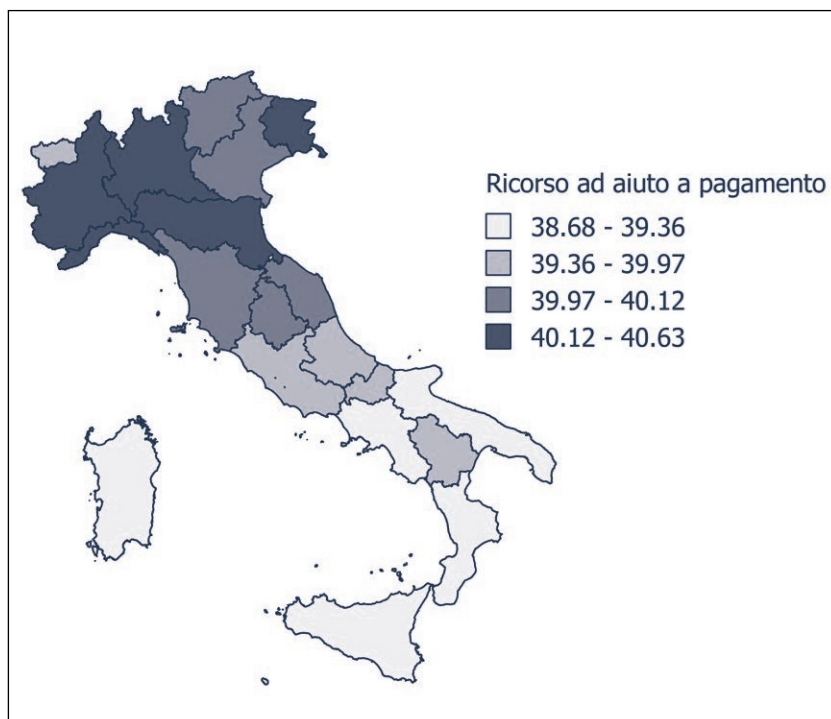 Ricorso ad aiuto a pagamento
38.68 - 39.36
39.36 - 39.97
39.97 - 40.12
40.12 - 40.63